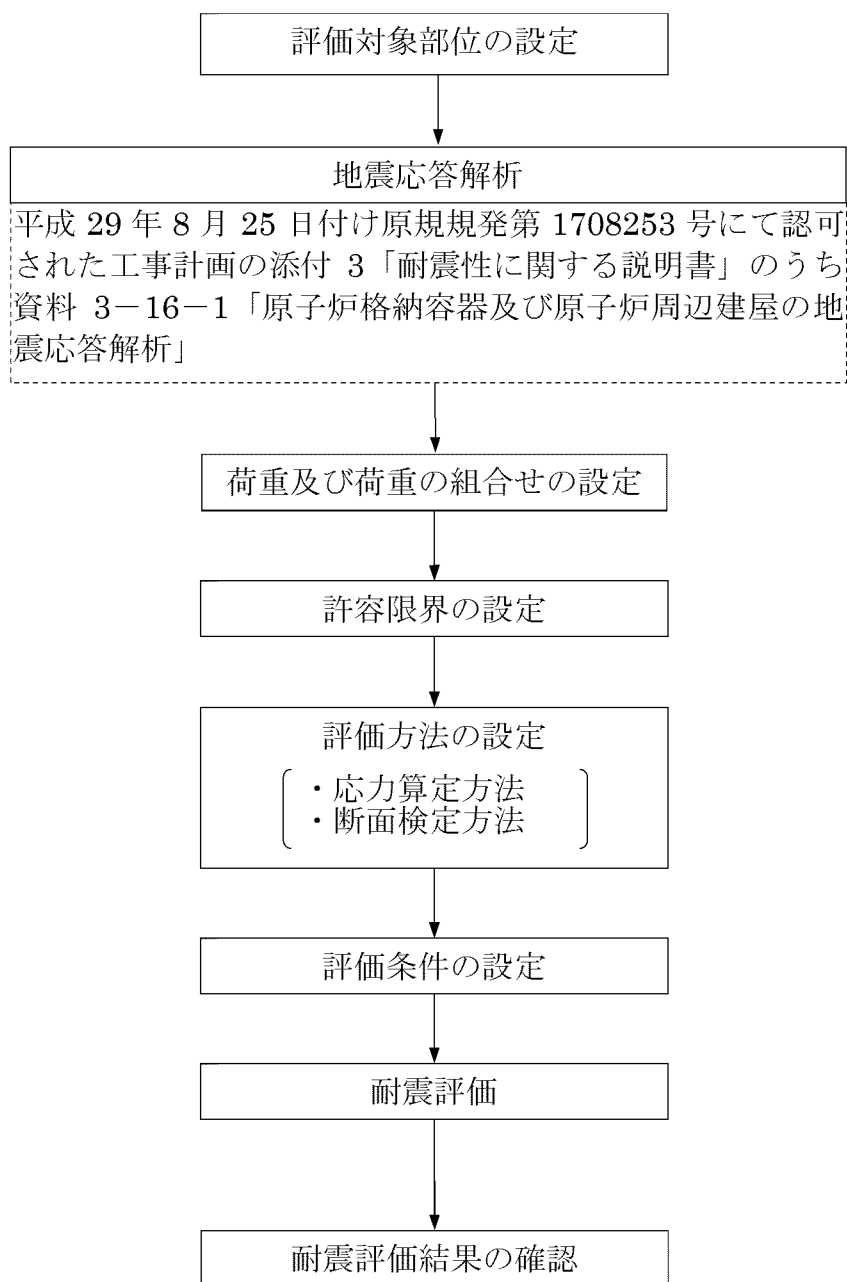 評価対象部位の設定
地震応答解析
平成 29 年 8 月 25 日付け原規規発第 1708253 号にて認可
された工事計画の添付 3「耐震性に関する説明書」のうち
資料 3－16－1「原子炉格納容器及び原子炉周辺建屋の地
震応答解析」
荷重及び荷重の組合せの設定
許容限界の設定
評価方法の設定
・応力算定方法
・断面検定方法
評価条件の設定
耐震評価
耐震評価結果の確認